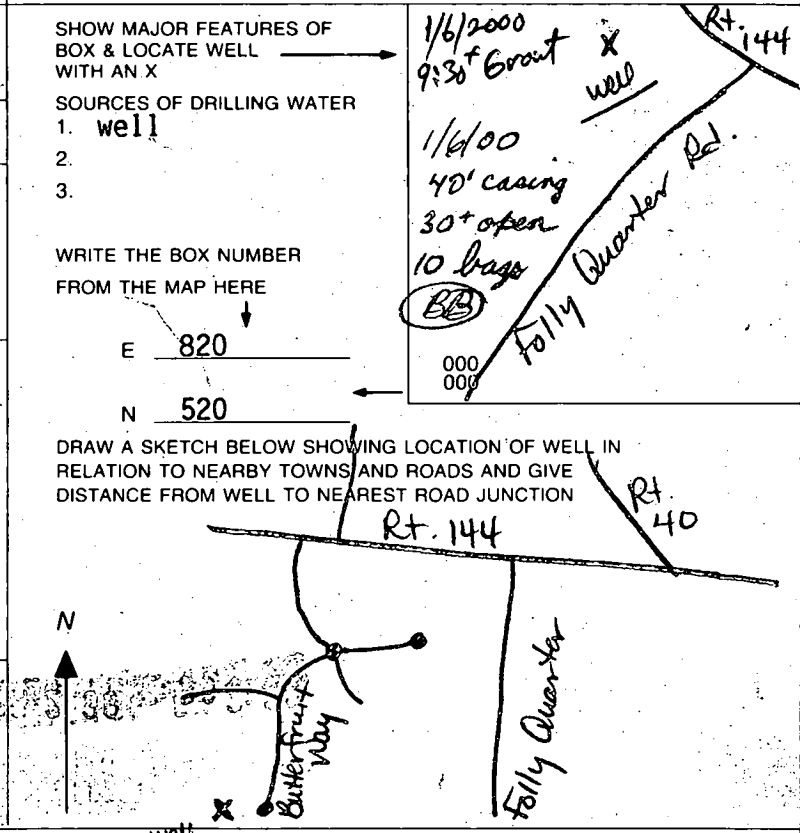 SHOW MAJOR FEATURES OF
BOX & LOCATE WELL
WITH AN X
SOURCES OF DRILLING WATER
1. well
2.
3.
WRITE THE BOX NUMBER
FROM THE MAP HERE
E 820
N 520
1/6/2000
9:30+ Grout
X
well
1/6/00
40' casing
30+ open
10 bags
BB
000
000
Rt. 144
Folly Quarter Rd.
DRAW A SKETCH BELOW SHOWING LOCATION OF WELL IN
RELATION TO NEARBY TOWNS AND ROADS AND GIVE
DISTANCE FROM WELL TO NEAREST ROAD JUNCTION
Rt. 144
Rt. 40
N
Butterfruit Way
Folly Quarter
X
well